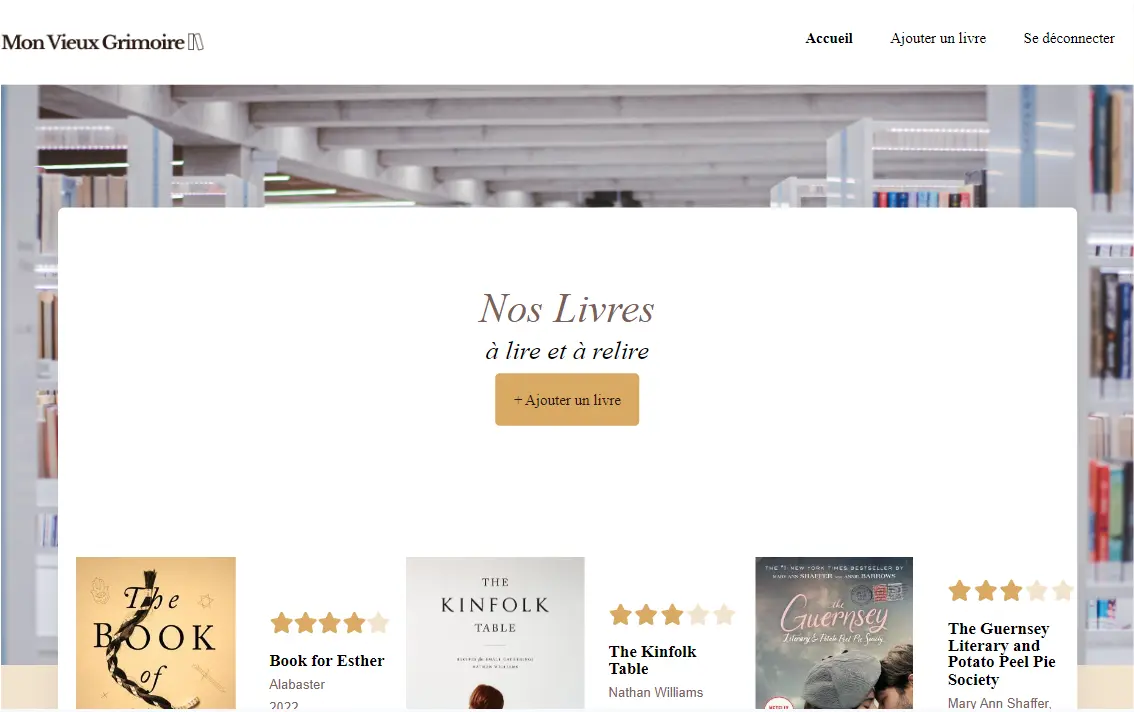 Mon Vieux Grimoire
Accueil
Ajouter un livre
Se déconnecter
Nos Livres
à lire et à relire
+ Ajouter un livre
The
BOOK
of
Book for Esther
Alabaster
2022
THE
KINFOLK
TABLE
The Kinfolk
Table
Nathan Williams
THE #1 NEW YORK TIMES BESTSELLER BY
MARY ANN SHAFFER AND ANNIE BARROWS
the
Guernsey
Literary & Potato Peel Pie Society
NETFLIX
The Guernsey
Literary and
Potato Peel Pie
Society
Mary Ann Shaffer,